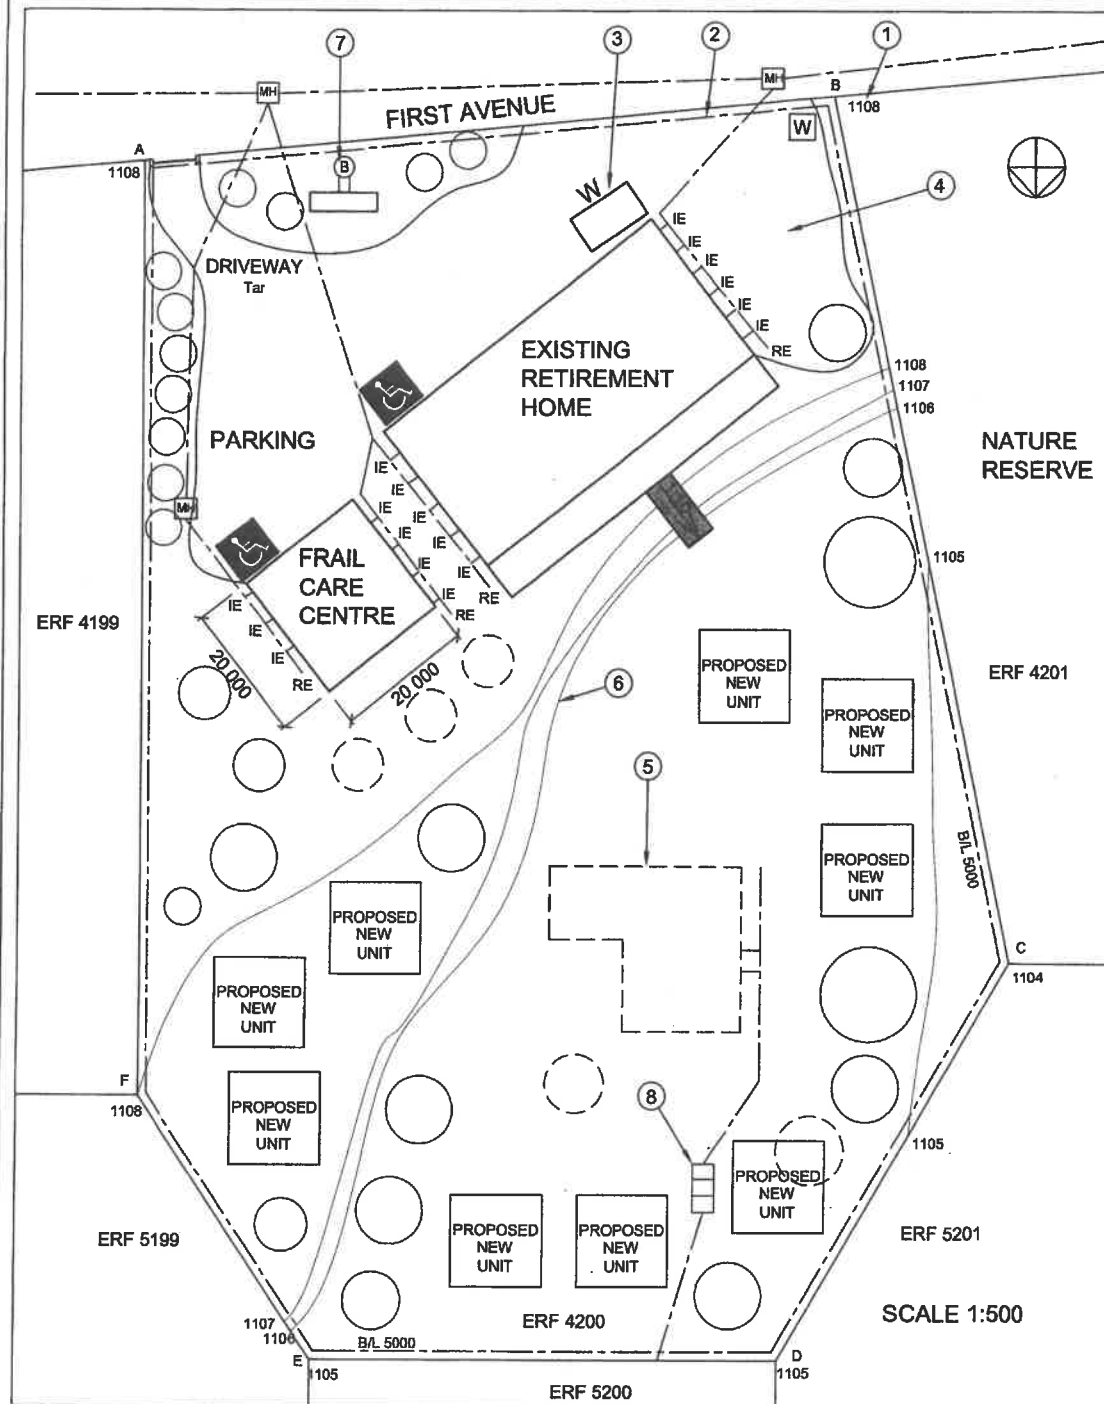 7
3
2
1
MH
MH
B
1108
FIRST AVENUE
W
A
1108
B
W
4
IE
IE
IE
IE
IE
IE
RE
DRIVEWAY
Tar
EXISTING
RETIREMENT
HOME
1108
1107
1106
PARKING
NATURE
RESERVE
MH
IE
IE
IE
IE
IE
IE
IE
IE
IE
RE
IE
RE
1105
FRAIL
CARE
CENTRE
IE
IE
IE
RE
ERF 4199
20 000
20 000
6
PROPOSED
NEW
UNIT
ERF 4201
PROPOSED
NEW
UNIT
5
B/L 5000
PROPOSED
NEW
UNIT
PROPOSED
NEW
UNIT
C
1104
PROPOSED
NEW
UNIT
F
1108
PROPOSED
NEW
UNIT
8
1105
PROPOSED
NEW
UNIT
ERF 5199
PROPOSED
NEW
UNIT
PROPOSED
NEW
UNIT
ERF 5201
1107
1106
ERF 4200
SCALE 1:500
B/L 5000
E
1105
D
1105
ERF 5200